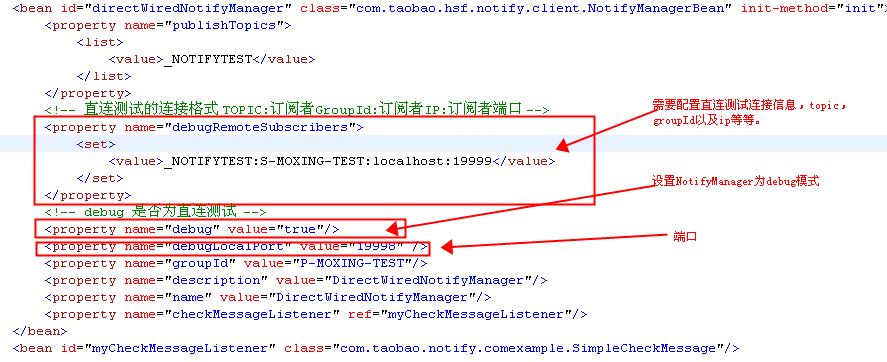 <bean id="directWiredNotifyManager" class="com.taobao.hsf.notify.client.NotifyManagerBean" init-method="init">
<property name="publishTopics">
<list>
<value>_NOTIFYTEST</value>
</list>
</property>
<!-- 直连测试的连接格式 TOPIC:订阅者GroupId:订阅者IP:订阅者端口 -->
<property name="debugRemoteSubscribers">
<set>
<value>_NOTIFYTEST:S-MOXING-TEST:localhost:19999</value>
</set>
</property>
<!-- debug 是否为直连测试 -->
<property name="debug" value="true"/>
<property name="debugLocalPort" value="19998" />
<property name="groupId" value="P-MOXING-TEST"/>
<property name="description" value="DirectWiredNotifyManager"/>
<property name="name" value="DirectWiredNotifyManager"/>
<property name="checkMessageListener" ref="myCheckMessageListener"/>
</bean>
<bean id="myCheckMessageListener" class="com.taobao.notify.comexample.SimpleCheckMessage"/>
需要配置直连测试连接信息，topic，
groupId以及ip等等。
设置NotifyManager为debug模式
端口